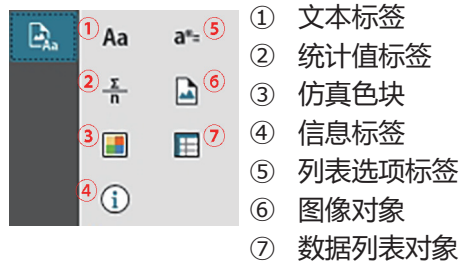 Aa
① Aa
a*= ⑤
② Σ
n
⑥
③
⑦
④ i
① 文本标签
② 统计值标签
③ 仿真色块
④ 信息标签
⑤ 列表选项标签
⑥ 图像对象
⑦ 数据列表对象